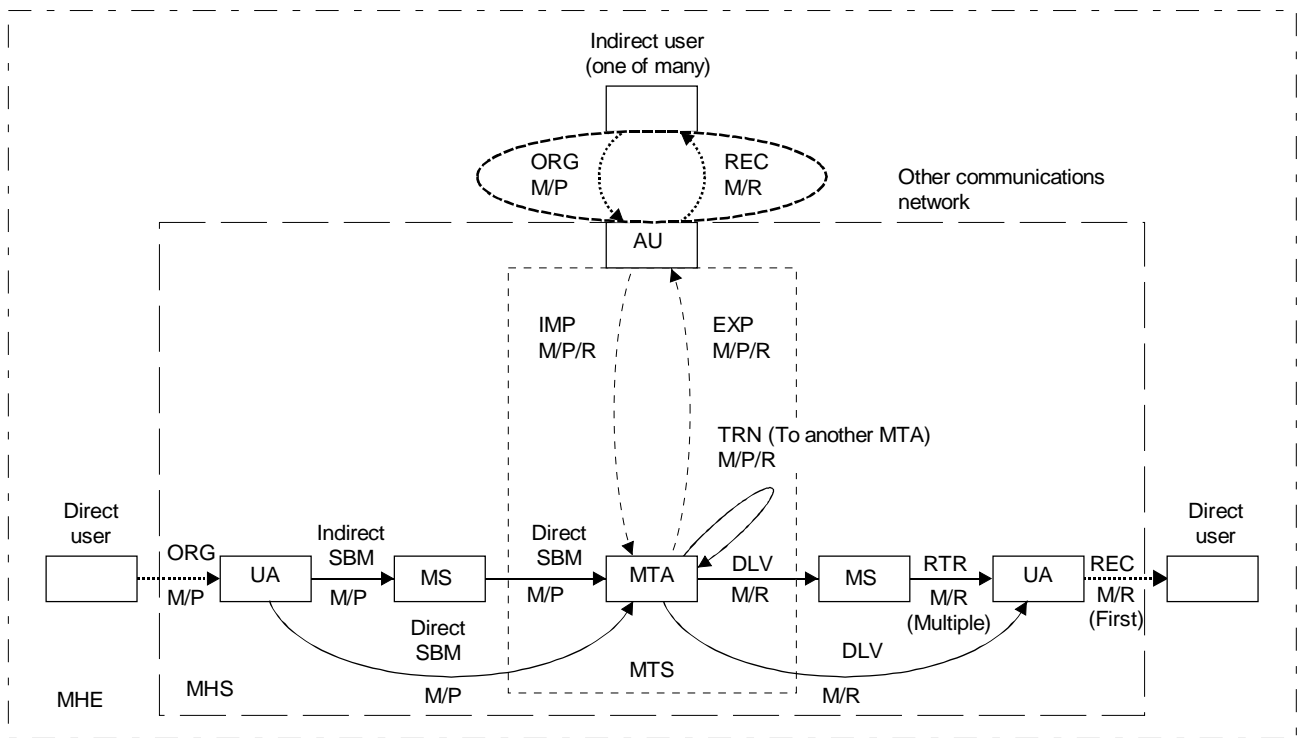 Indirect user
(one of many)
ORG
M/P
REC
M/R
Other communications
network
AU
IMP
M/P/R
EXP
M/P/R
TRN (To another MTA)
M/P/R
Direct
user
ORG
M/P
UA
Indirect
SBM
M/P
MS
Direct
SBM
M/P
MTA
DLV
M/R
MS
RTR
M/R
(Multiple)
UA
REC
M/R
(First)
Direct
user
Direct
SBM
M/P
DLV
M/R
MTS
MHS
MHE